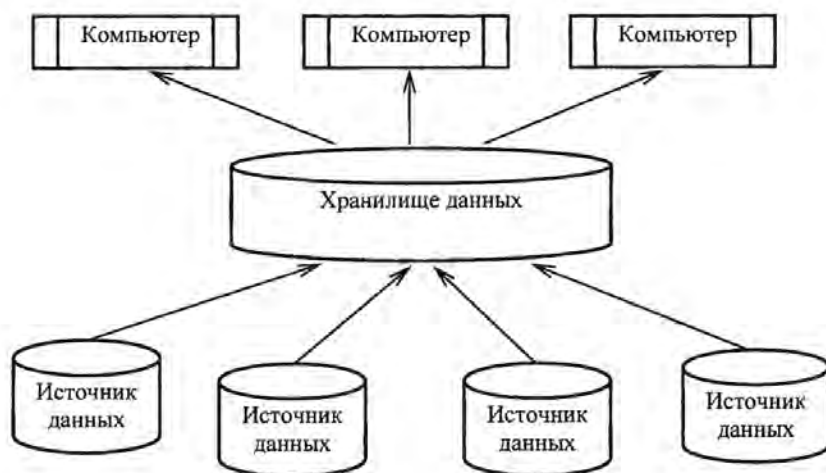 Компьютер
Компьютер
Компьютер
Хранилище данных
Источник
данных
Источник
данных
Источник
данных
Источник
данных